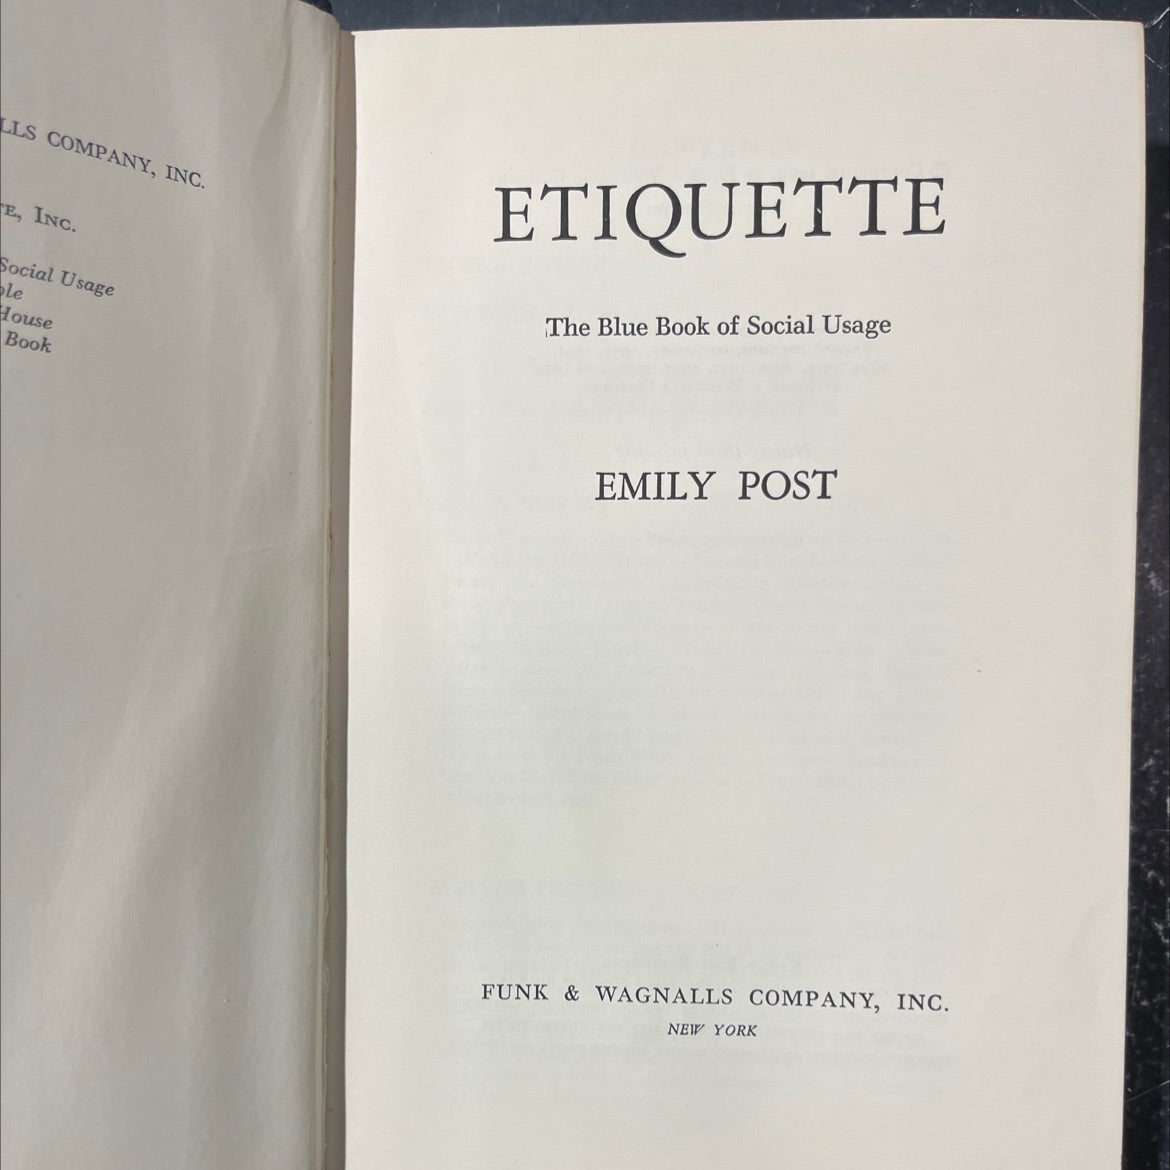 LLS COMPANY, INC.
TE, INC.
Social Usage
ple
House
Book
ETIQUETTE
The Blue Book of Social Usage
EMILY POST
FUNK & WAGNALLS COMPANY, INC.
NEW YORK